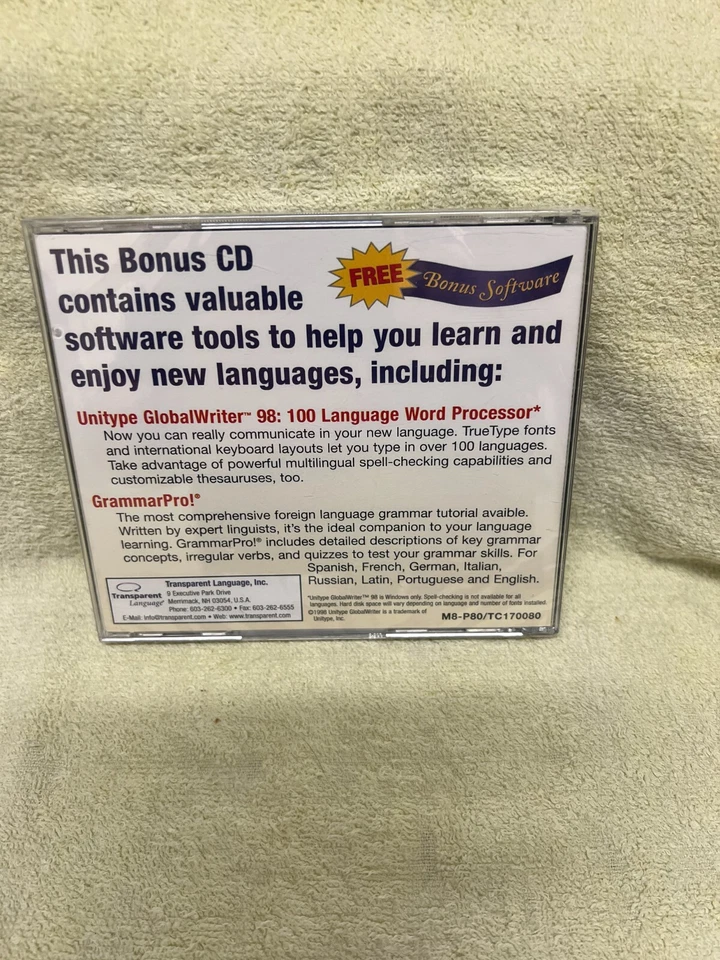 This Bonus CD
FREE Bonus Software
contains valuable
software tools to help you learn and
enjoy new languages, including:
Unitype GlobalWriter™ 98: 100 Language Word Processor*
Now you can really communicate in your new language. TrueType fonts
and international keyboard layouts let you type in over 100 languages.
Take advantage of powerful multilingual spell-checking capabilities and
customizable thesauruses, too.
GrammarPro!®
The most comprehensive foreign language grammar tutorial avaible.
Written by expert linguists, it's the ideal companion to your language
learning. GrammarPro!® includes detailed descriptions of key grammar
concepts, irregular verbs, and quizzes to test your grammar skills. For
Spanish, French, German, Italian,
Russian, Latin, Portuguese and English.
Transparent
Language®
Transparent Language, Inc.
9 Executive Park Drive
Merrimack, NH 03054, U.S.A.
Phone: 603-262-6300 • Fax: 603-262-6555
E-Mail: info@transparent.com • Web: www.transparent.com
*Unitype GlobalWriter™ 98 is Windows only. Spell-checking is not available for all
languages. Hard disk space will vary depending on language and number of fonts installed.
©1998 Unitype GlobalWriter is a trademark of
Unitype, Inc.
M8-P80/TC170080